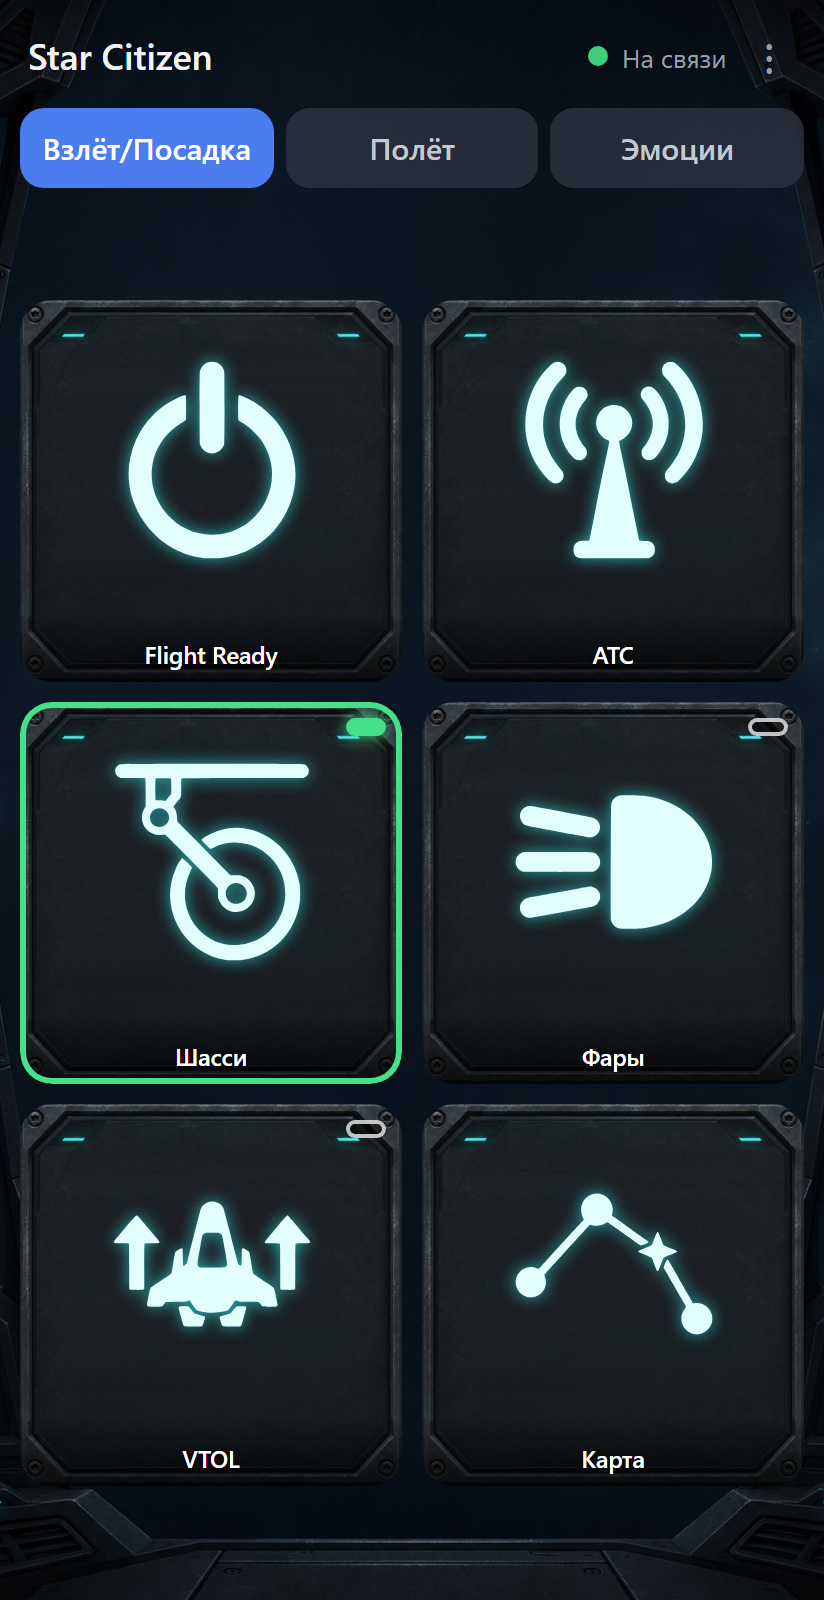 Star Citizen
На связи
Взлёт/Посадка
Полёт
Эмоции
Flight Ready
ATC
Шасси
Фары
VTOL
Карта